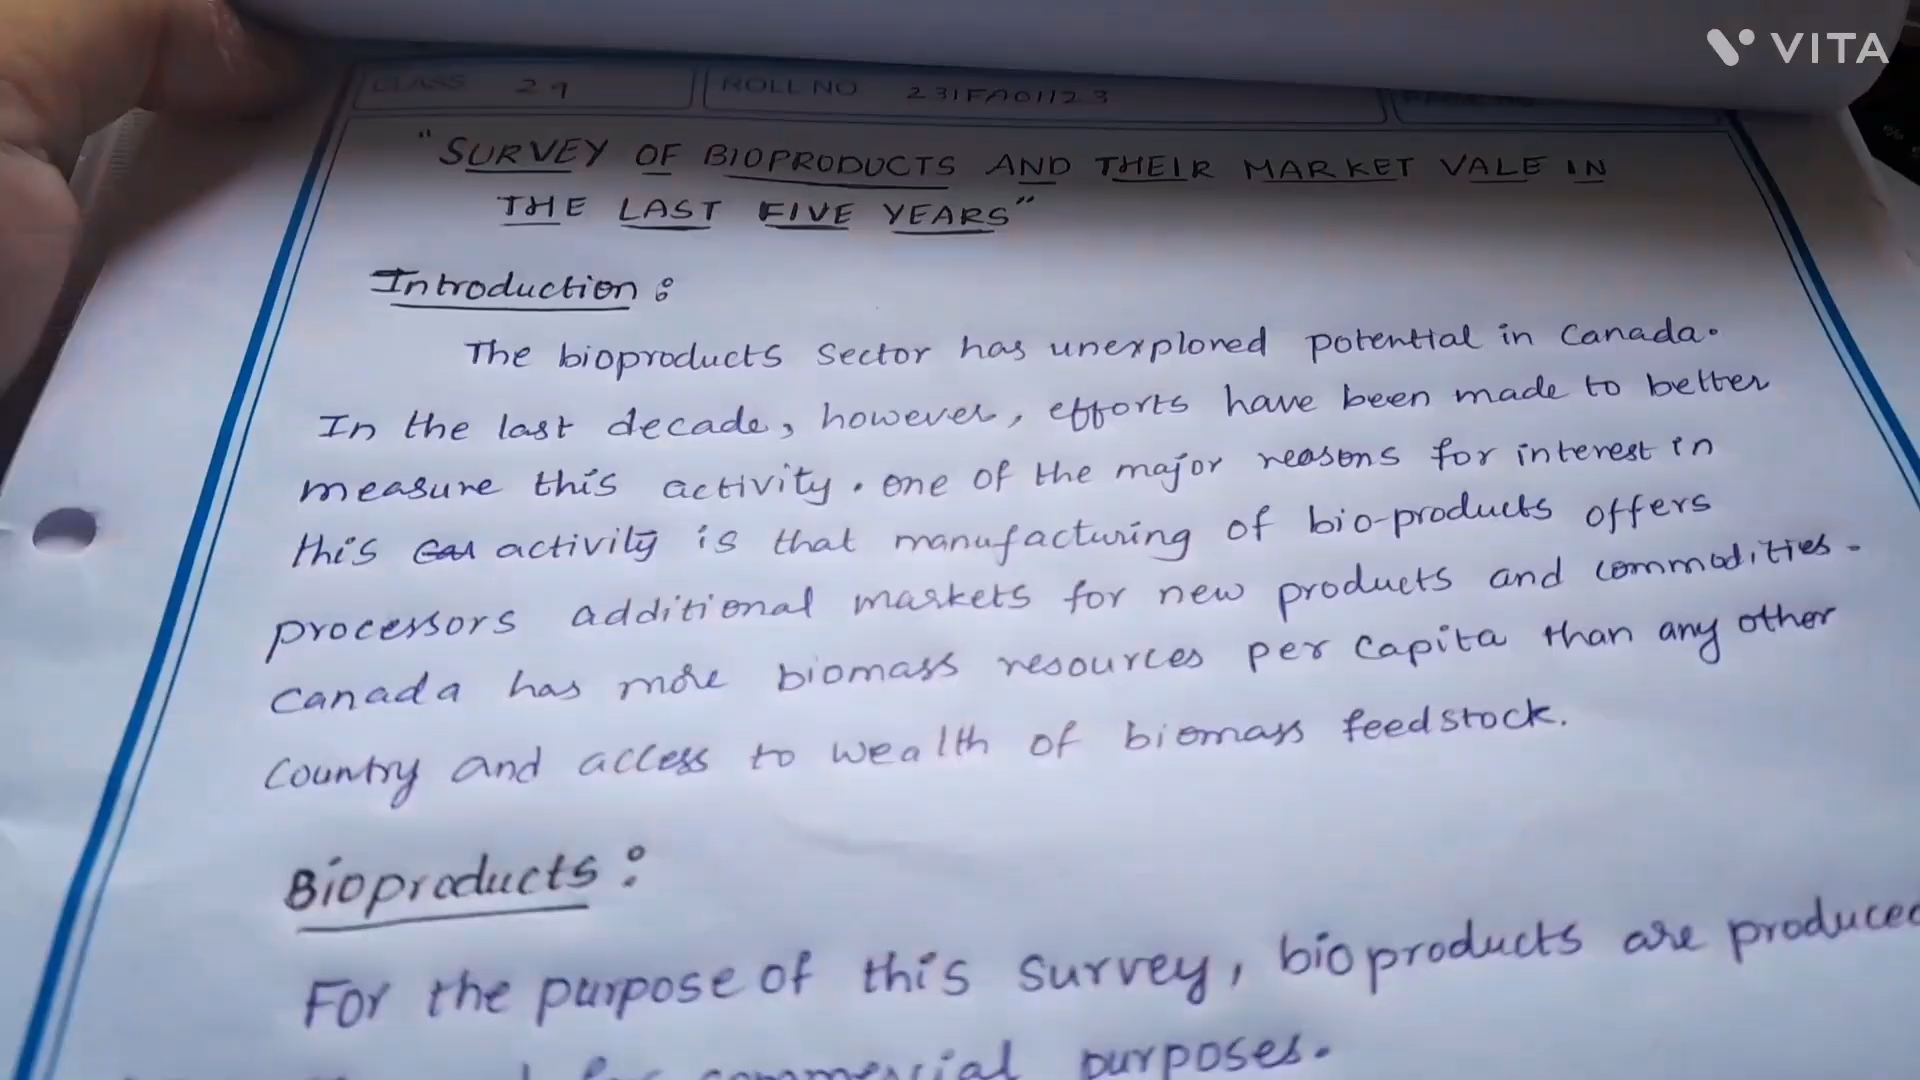 VITA
CLASS 29 ROLL NO 231FA01123
"SURVEY OF BIOPRODUCTS AND THEIR MARKET VALE IN
THE LAST FIVE YEARS"
Introduction :
The bioproducts sector has unexplored potential in Canada.
In the last decade, however, efforts have been made to better
measure this activity. one of the major reasons for interest in
this activity is that manufacturing of bio-products offers
processors additional markets for new products and commodities.
Canada has more biomass resources per capita than any other
Country and access to wealth of biomass feedstock.
Bioproducts :
For the purpose of this survey, bioproducts are produced
commercial purposes.